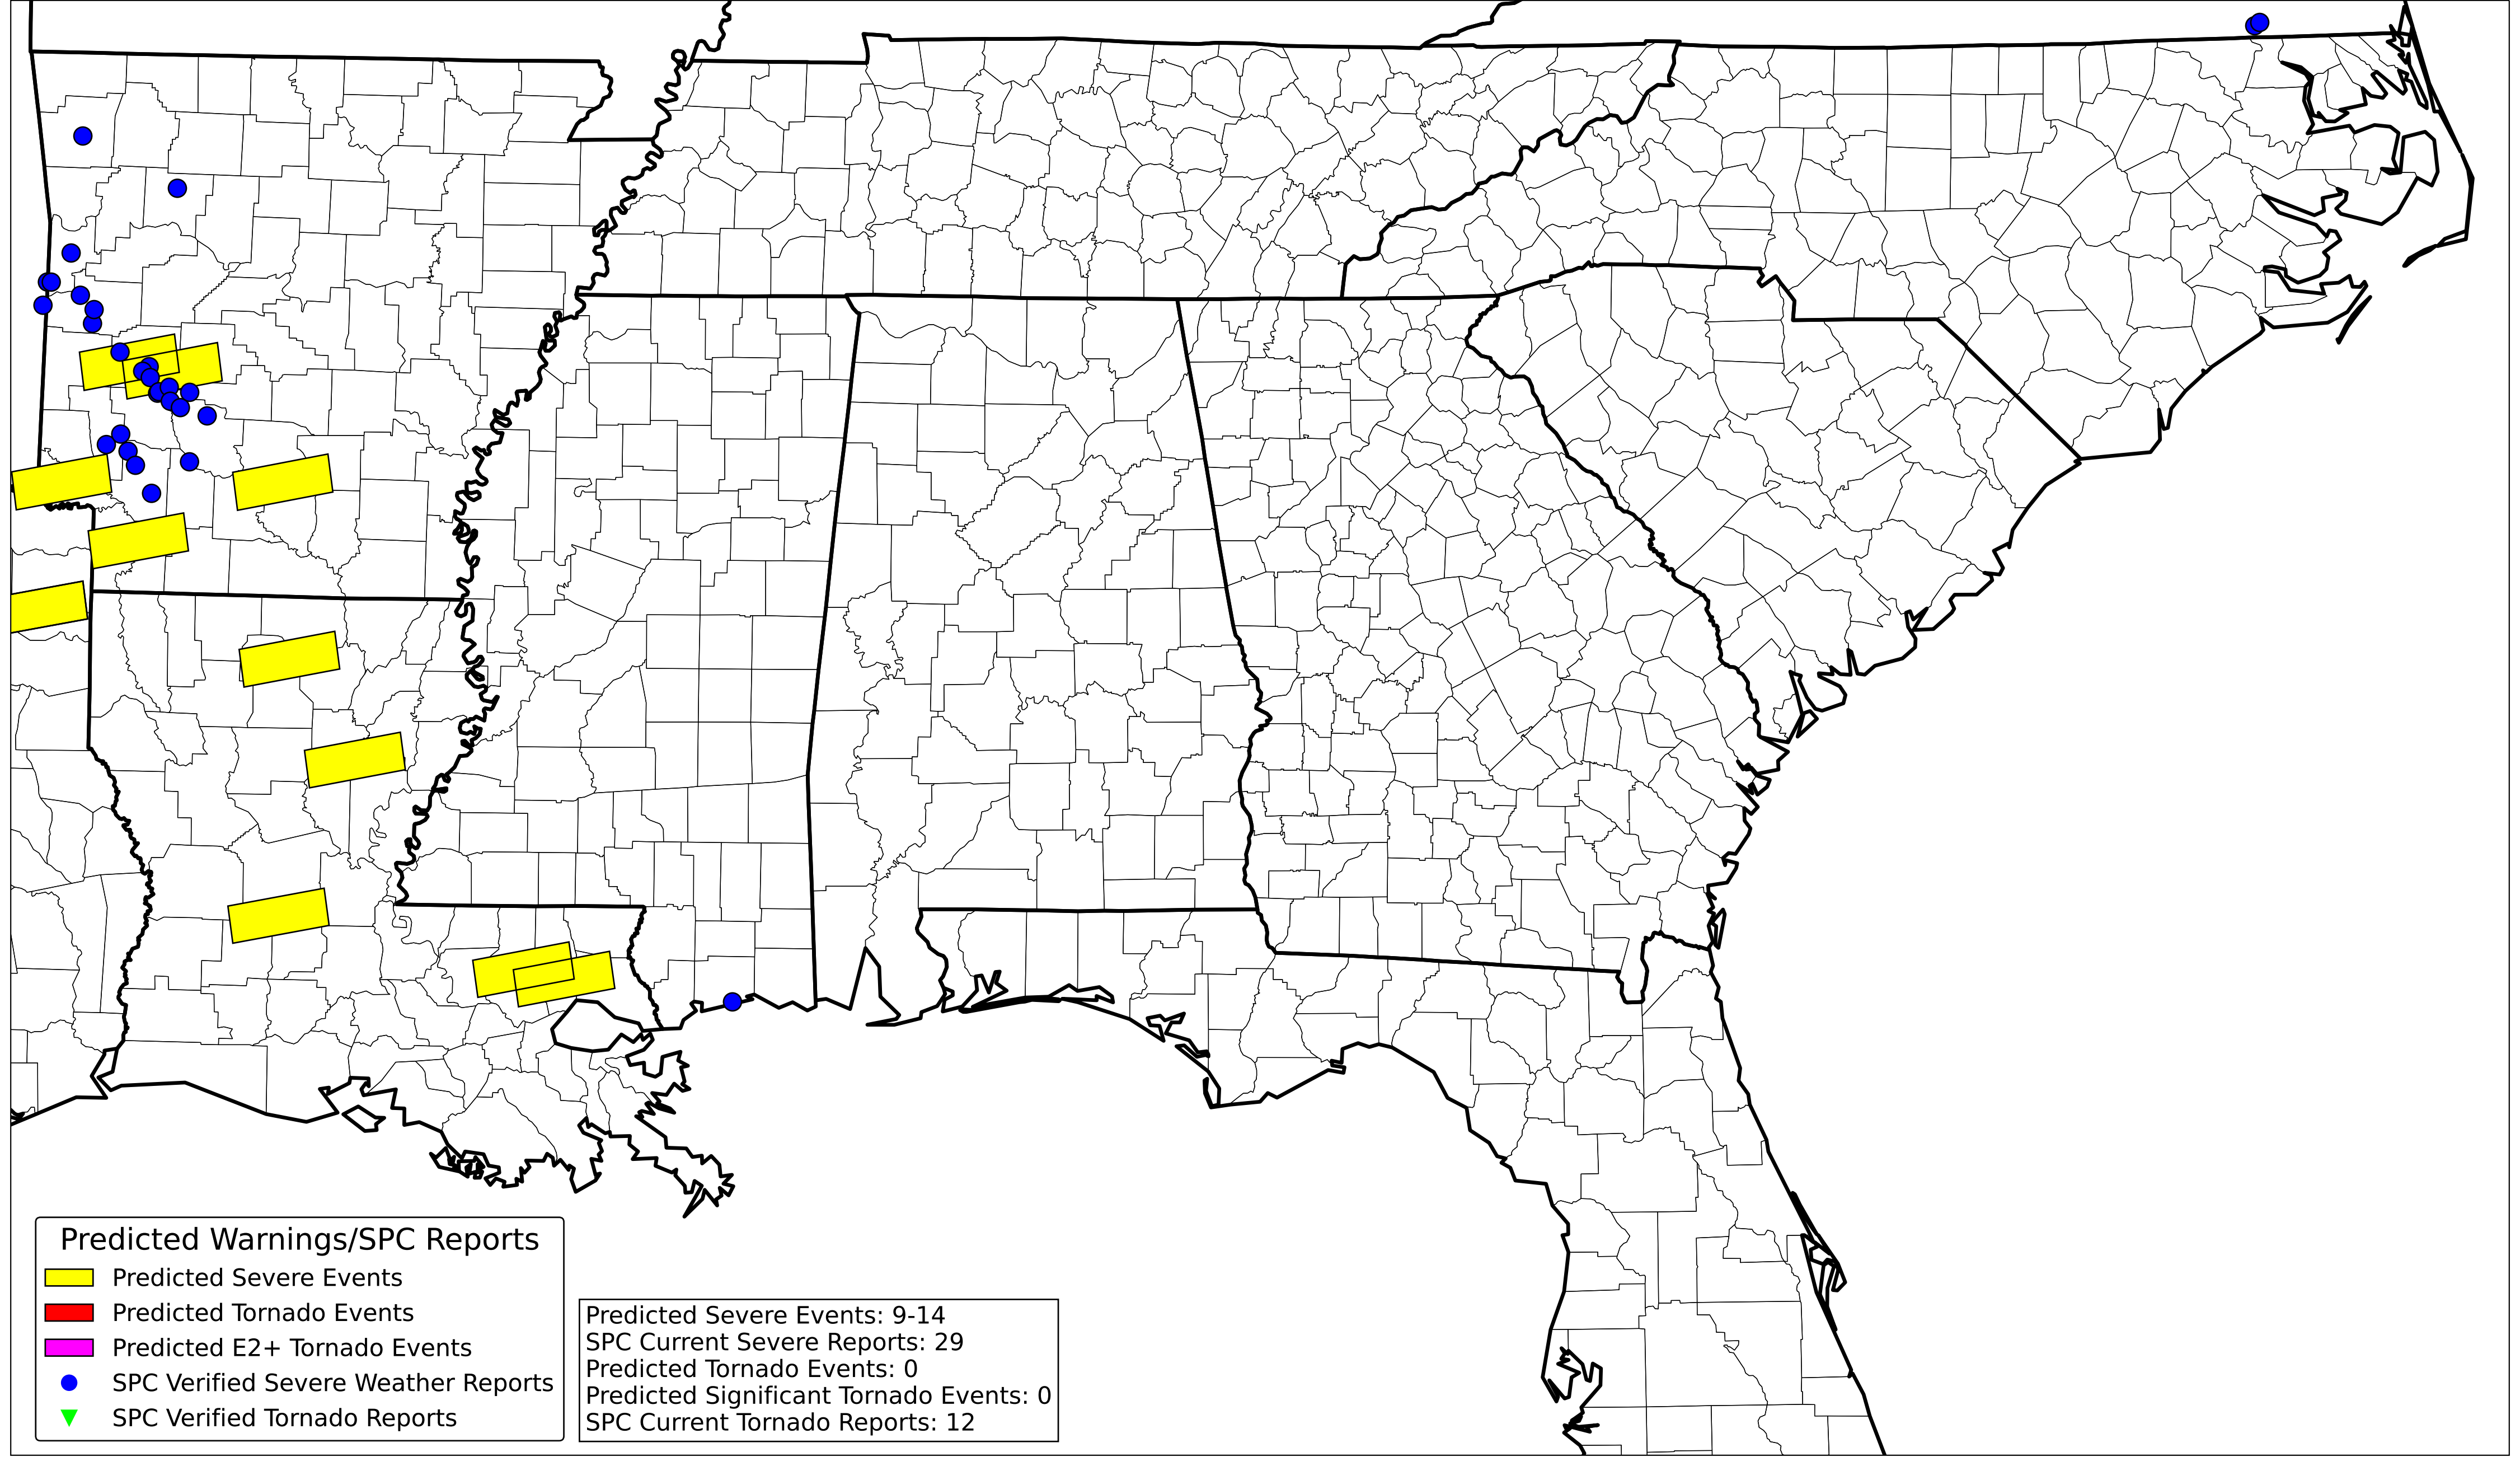 Predicted Warnings/SPC Reports
Predicted Severe Events
Predicted Tornado Events
Predicted E2+ Tornado Events
SPC Verified Severe Weather Reports
SPC Verified Tornado Reports
Predicted Severe Events: 9-14
SPC Current Severe Reports: 29
Predicted Tornado Events: 0
Predicted Significant Tornado Events: 0
SPC Current Tornado Reports: 12